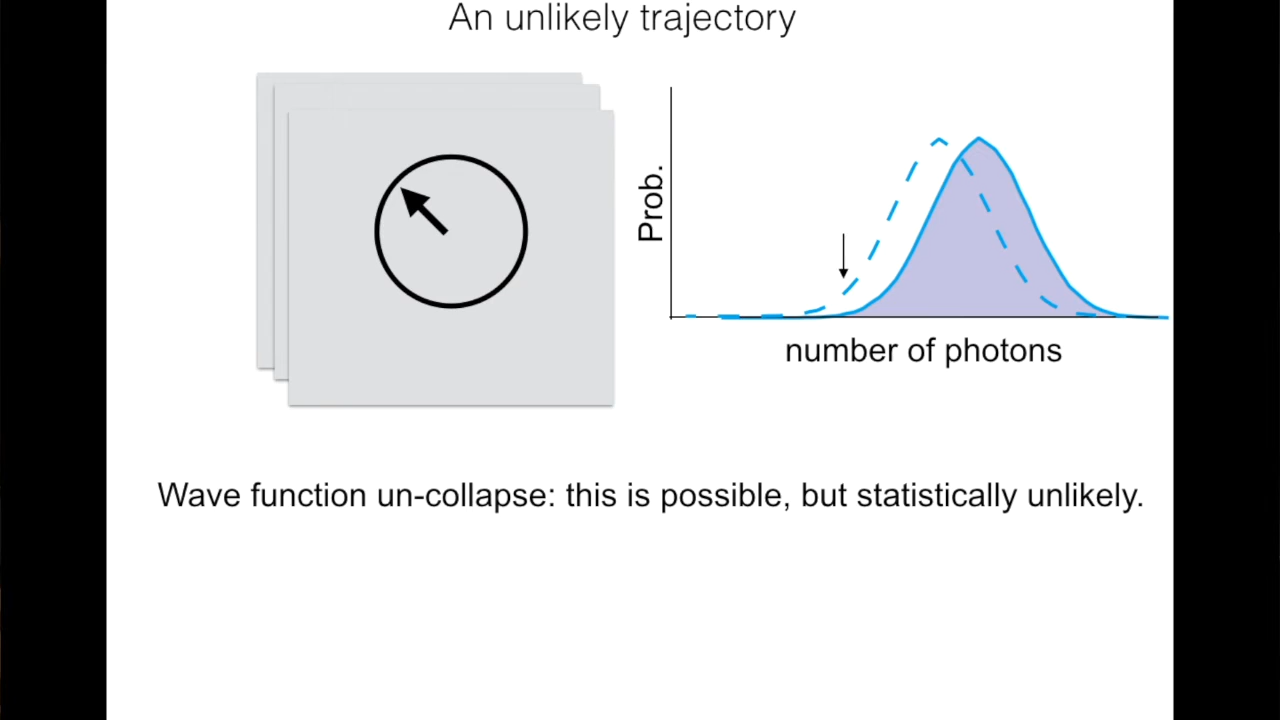 An unlikely trajectory
Prob.
number of photons
Wave function un-collapse: this is possible, but statistically unlikely.